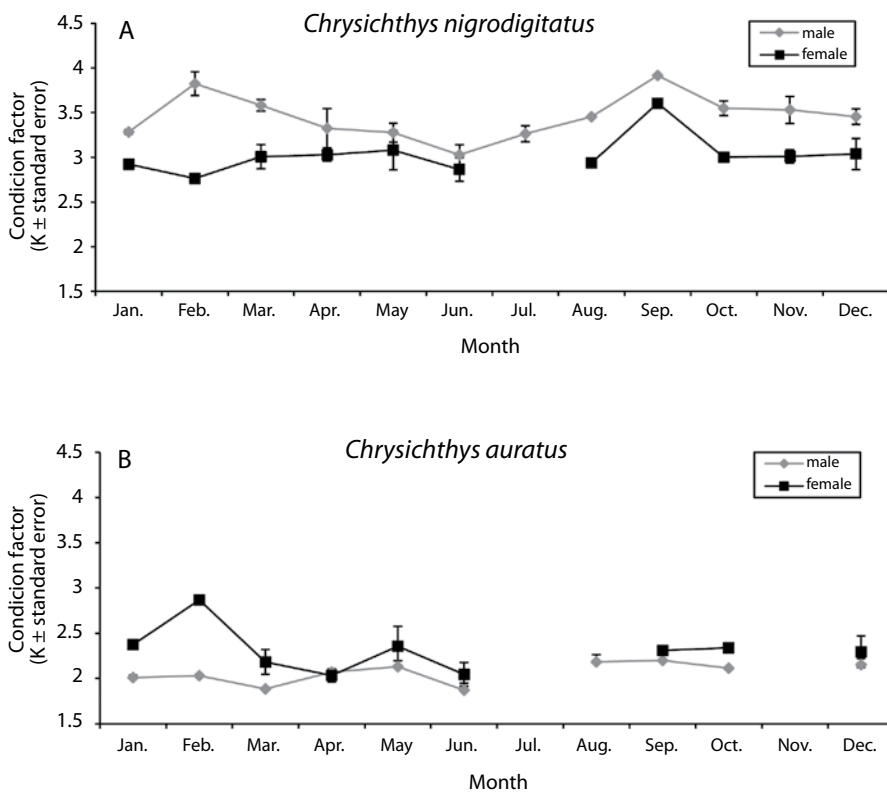 A
Chrysichthys nigrodigitatus
male
female
4.5
4
3.5
3
2.5
2
1.5
Condicion factor
(K ± standard error)
Jan. Feb. Mar. Apr. May Jun. Jul. Aug. Sep. Oct. Nov. Dec.
Month
B
Chrysichthys auratus
male
female
4.5
4
3.5
3
2.5
2
1.5
Condicion factor
(K ± standard error)
Jan. Feb. Mar. Apr. May Jun. Jul. Aug. Sep. Oct. Nov. Dec.
Month